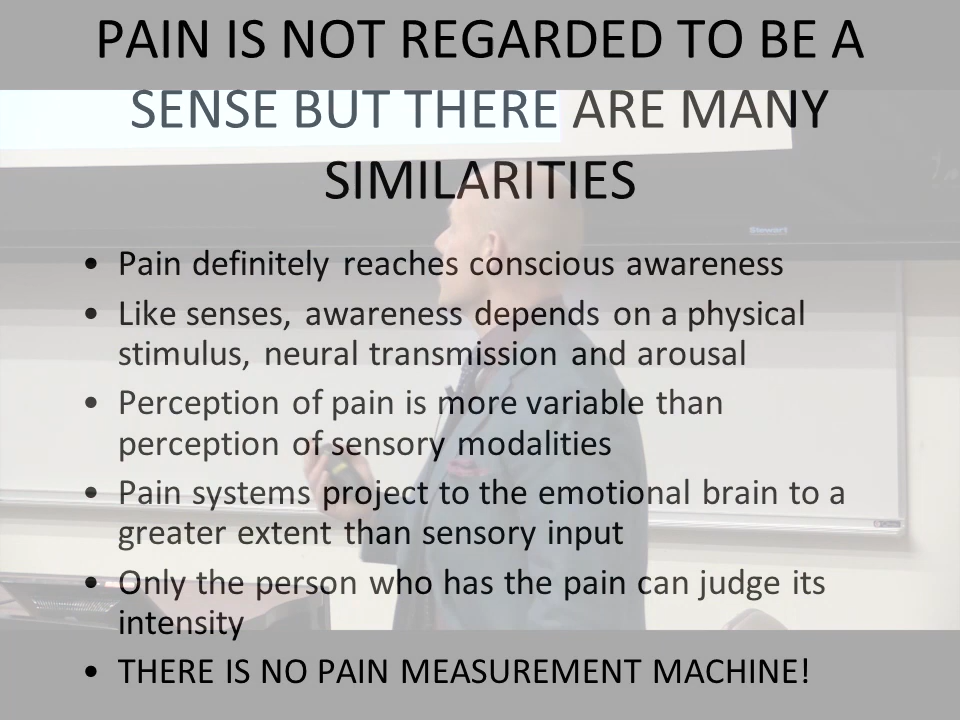 PAIN IS NOT REGARDED TO BE A
SENSE BUT THERE ARE MANY
SIMILARITIES
Stewart
• Pain definitely reaches conscious awareness
• Like senses, awareness depends on a physical
stimulus, neural transmission and arousal
• Perception of pain is more variable than
perception of sensory modalities
• Pain systems project to the emotional brain to a
greater extent than sensory input
• Only the person who has the pain can judge its
intensity
• THERE IS NO PAIN MEASUREMENT MACHINE!